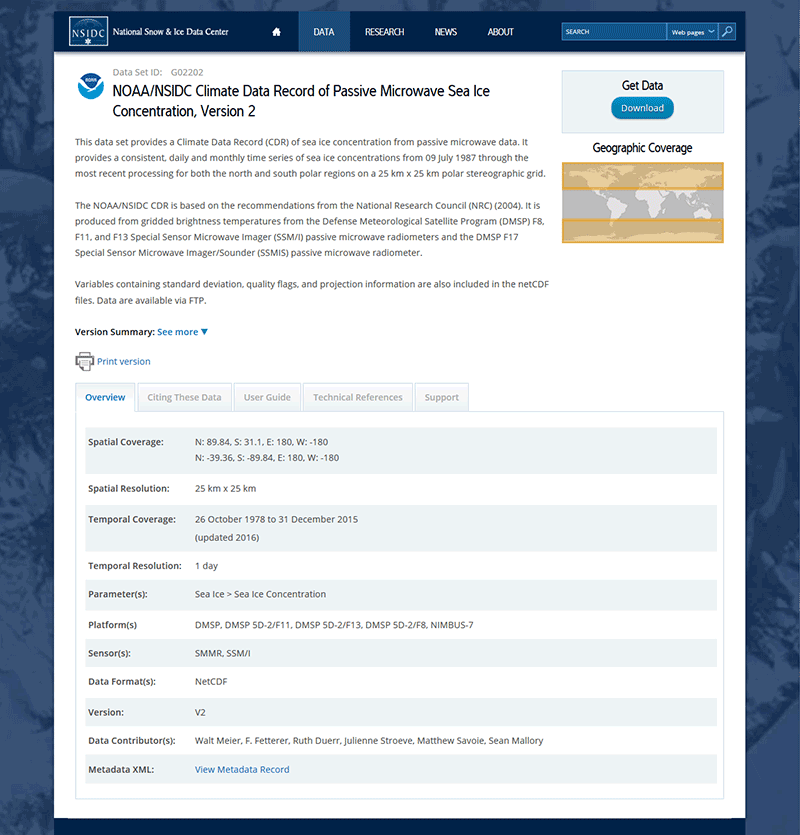 NSIDC
National Snow & Ice Data Center
DATA
RESEARCH
NEWS
ABOUT
SEARCH
Web pages
NOAA
Data Set ID: G02202
NOAA/NSIDC Climate Data Record of Passive Microwave Sea Ice
Concentration, Version 2
Get Data
Download
Geographic Coverage
This data set provides a Climate Data Record (CDR) of sea ice concentration from passive microwave data. It
provides a consistent, daily and monthly time series of sea ice concentrations from 09 July 1987 through the
most recent processing for both the north and south polar regions on a 25 km x 25 km polar stereographic grid.
The NOAA/NSIDC CDR is based on the recommendations from the National Research Council (NRC) (2004). It is
produced from gridded brightness temperatures from the Defense Meteorological Satellite Program (DMSP) F8,
F11, and F13 Special Sensor Microwave Imager (SSM/I) passive microwave radiometers and the DMSP F17
Special Sensor Microwave Imager/Sounder (SSMIS) passive microwave radiometer.
Variables containing standard deviation, quality flags, and projection information are also included in the netCDF
files. Data are available via FTP.
Version Summary: See more ▼
Print version
Overview
Citing These Data
User Guide
Technical References
Support
Spatial Coverage: N: 89.84, S: 31.1, E: 180, W: -180
N: -39.36, S: -89.84, E: 180, W: -180
Spatial Resolution: 25 km x 25 km
Temporal Coverage: 26 October 1978 to 31 December 2015
(updated 2016)
Temporal Resolution: 1 day
Parameter(s): Sea Ice > Sea Ice Concentration
Platform(s) DMSP, DMSP 5D-2/F11, DMSP 5D-2/F13, DMSP 5D-2/F8, NIMBUS-7
Sensor(s): SMMR, SSM/I
Data Format(s): NetCDF
Version: V2
Data Contributor(s): Walt Meier, F. Fetterer, Ruth Duerr, Julienne Stroeve, Matthew Savoie, Sean Mallory
Metadata XML: View Metadata Record